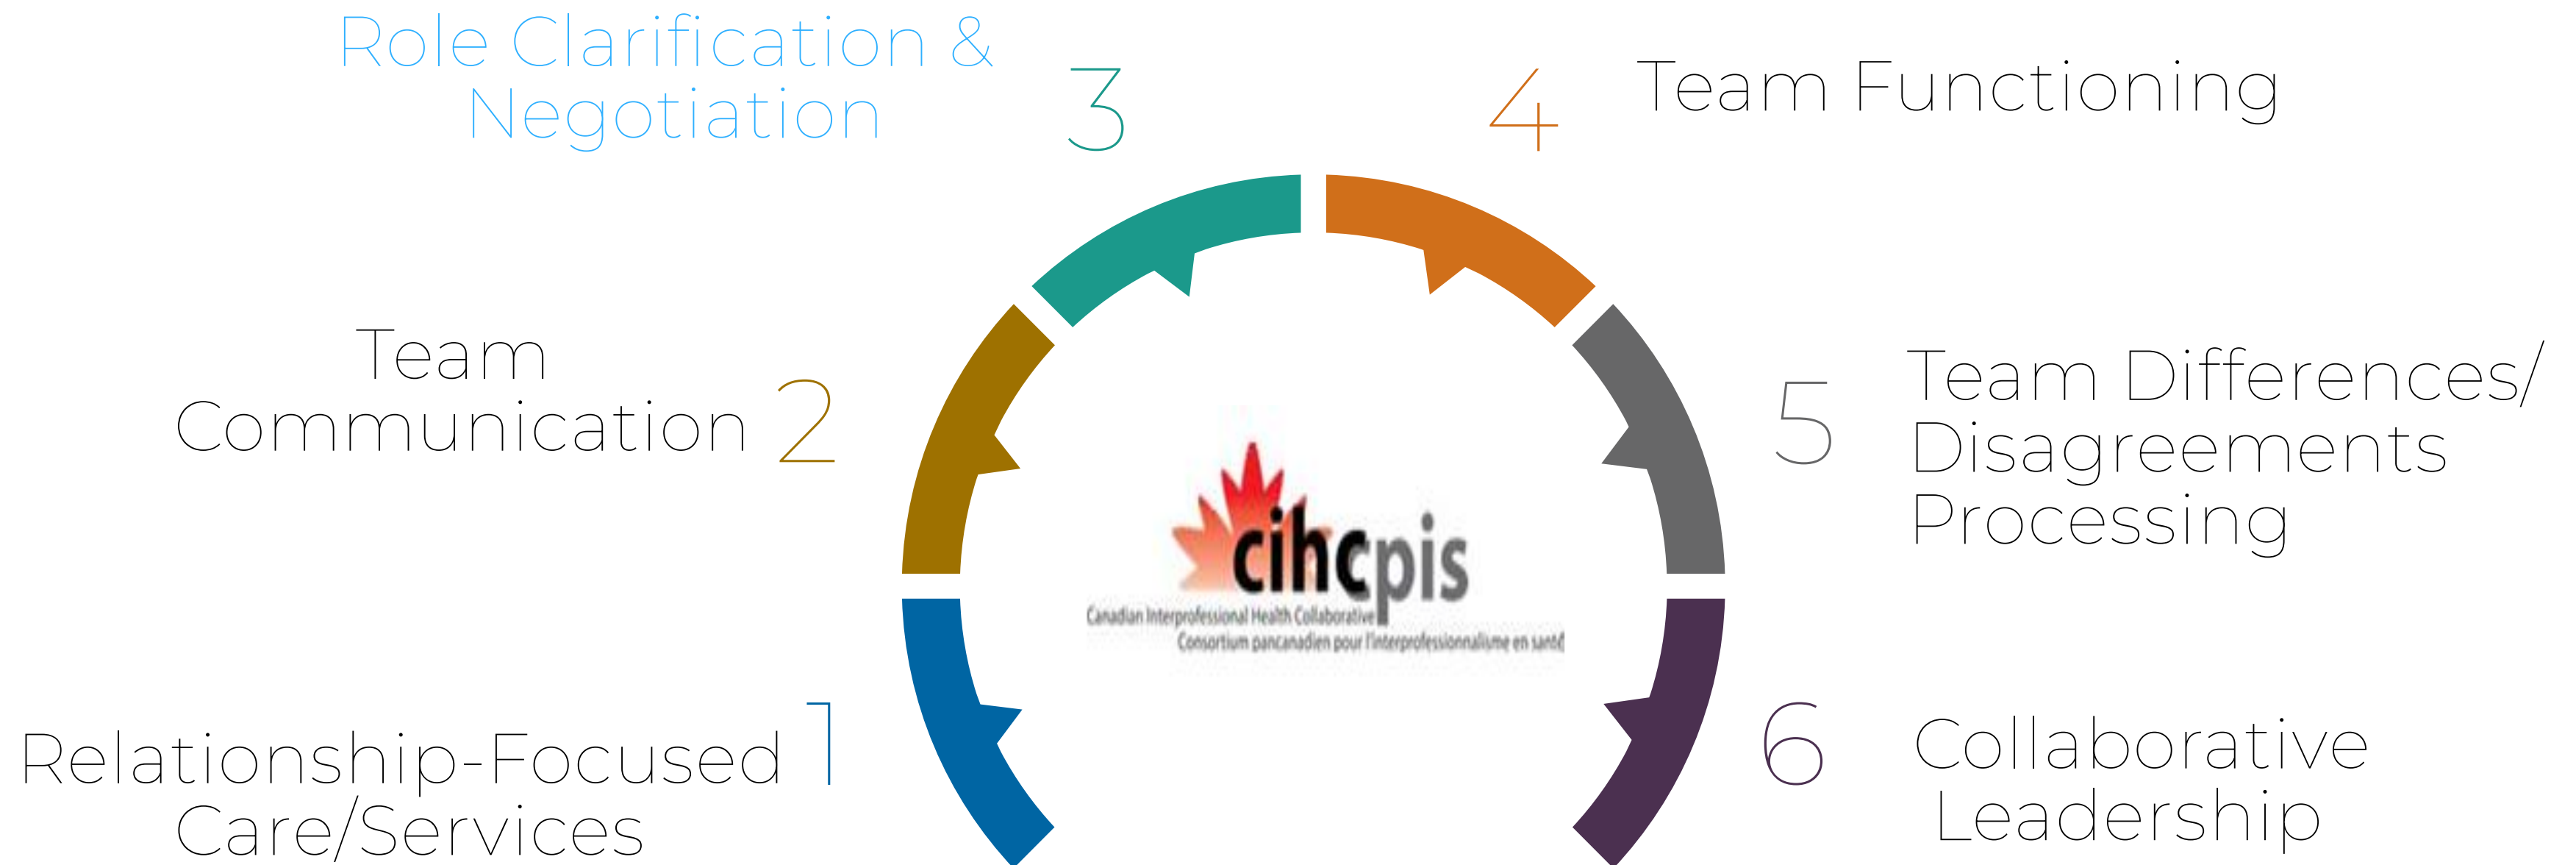 Role Clarification &
Negotiation
3
4
Team Functioning
Team
Communication
2
5
Team Differences/
Disagreements
Processing
cihcpis
Canadian Interprofessional Health Collaborative
Consortium pancanadien pour l'interprofessionnalisme en santé
Relationship-Focused
Care/Services
1
6
Collaborative
Leadership